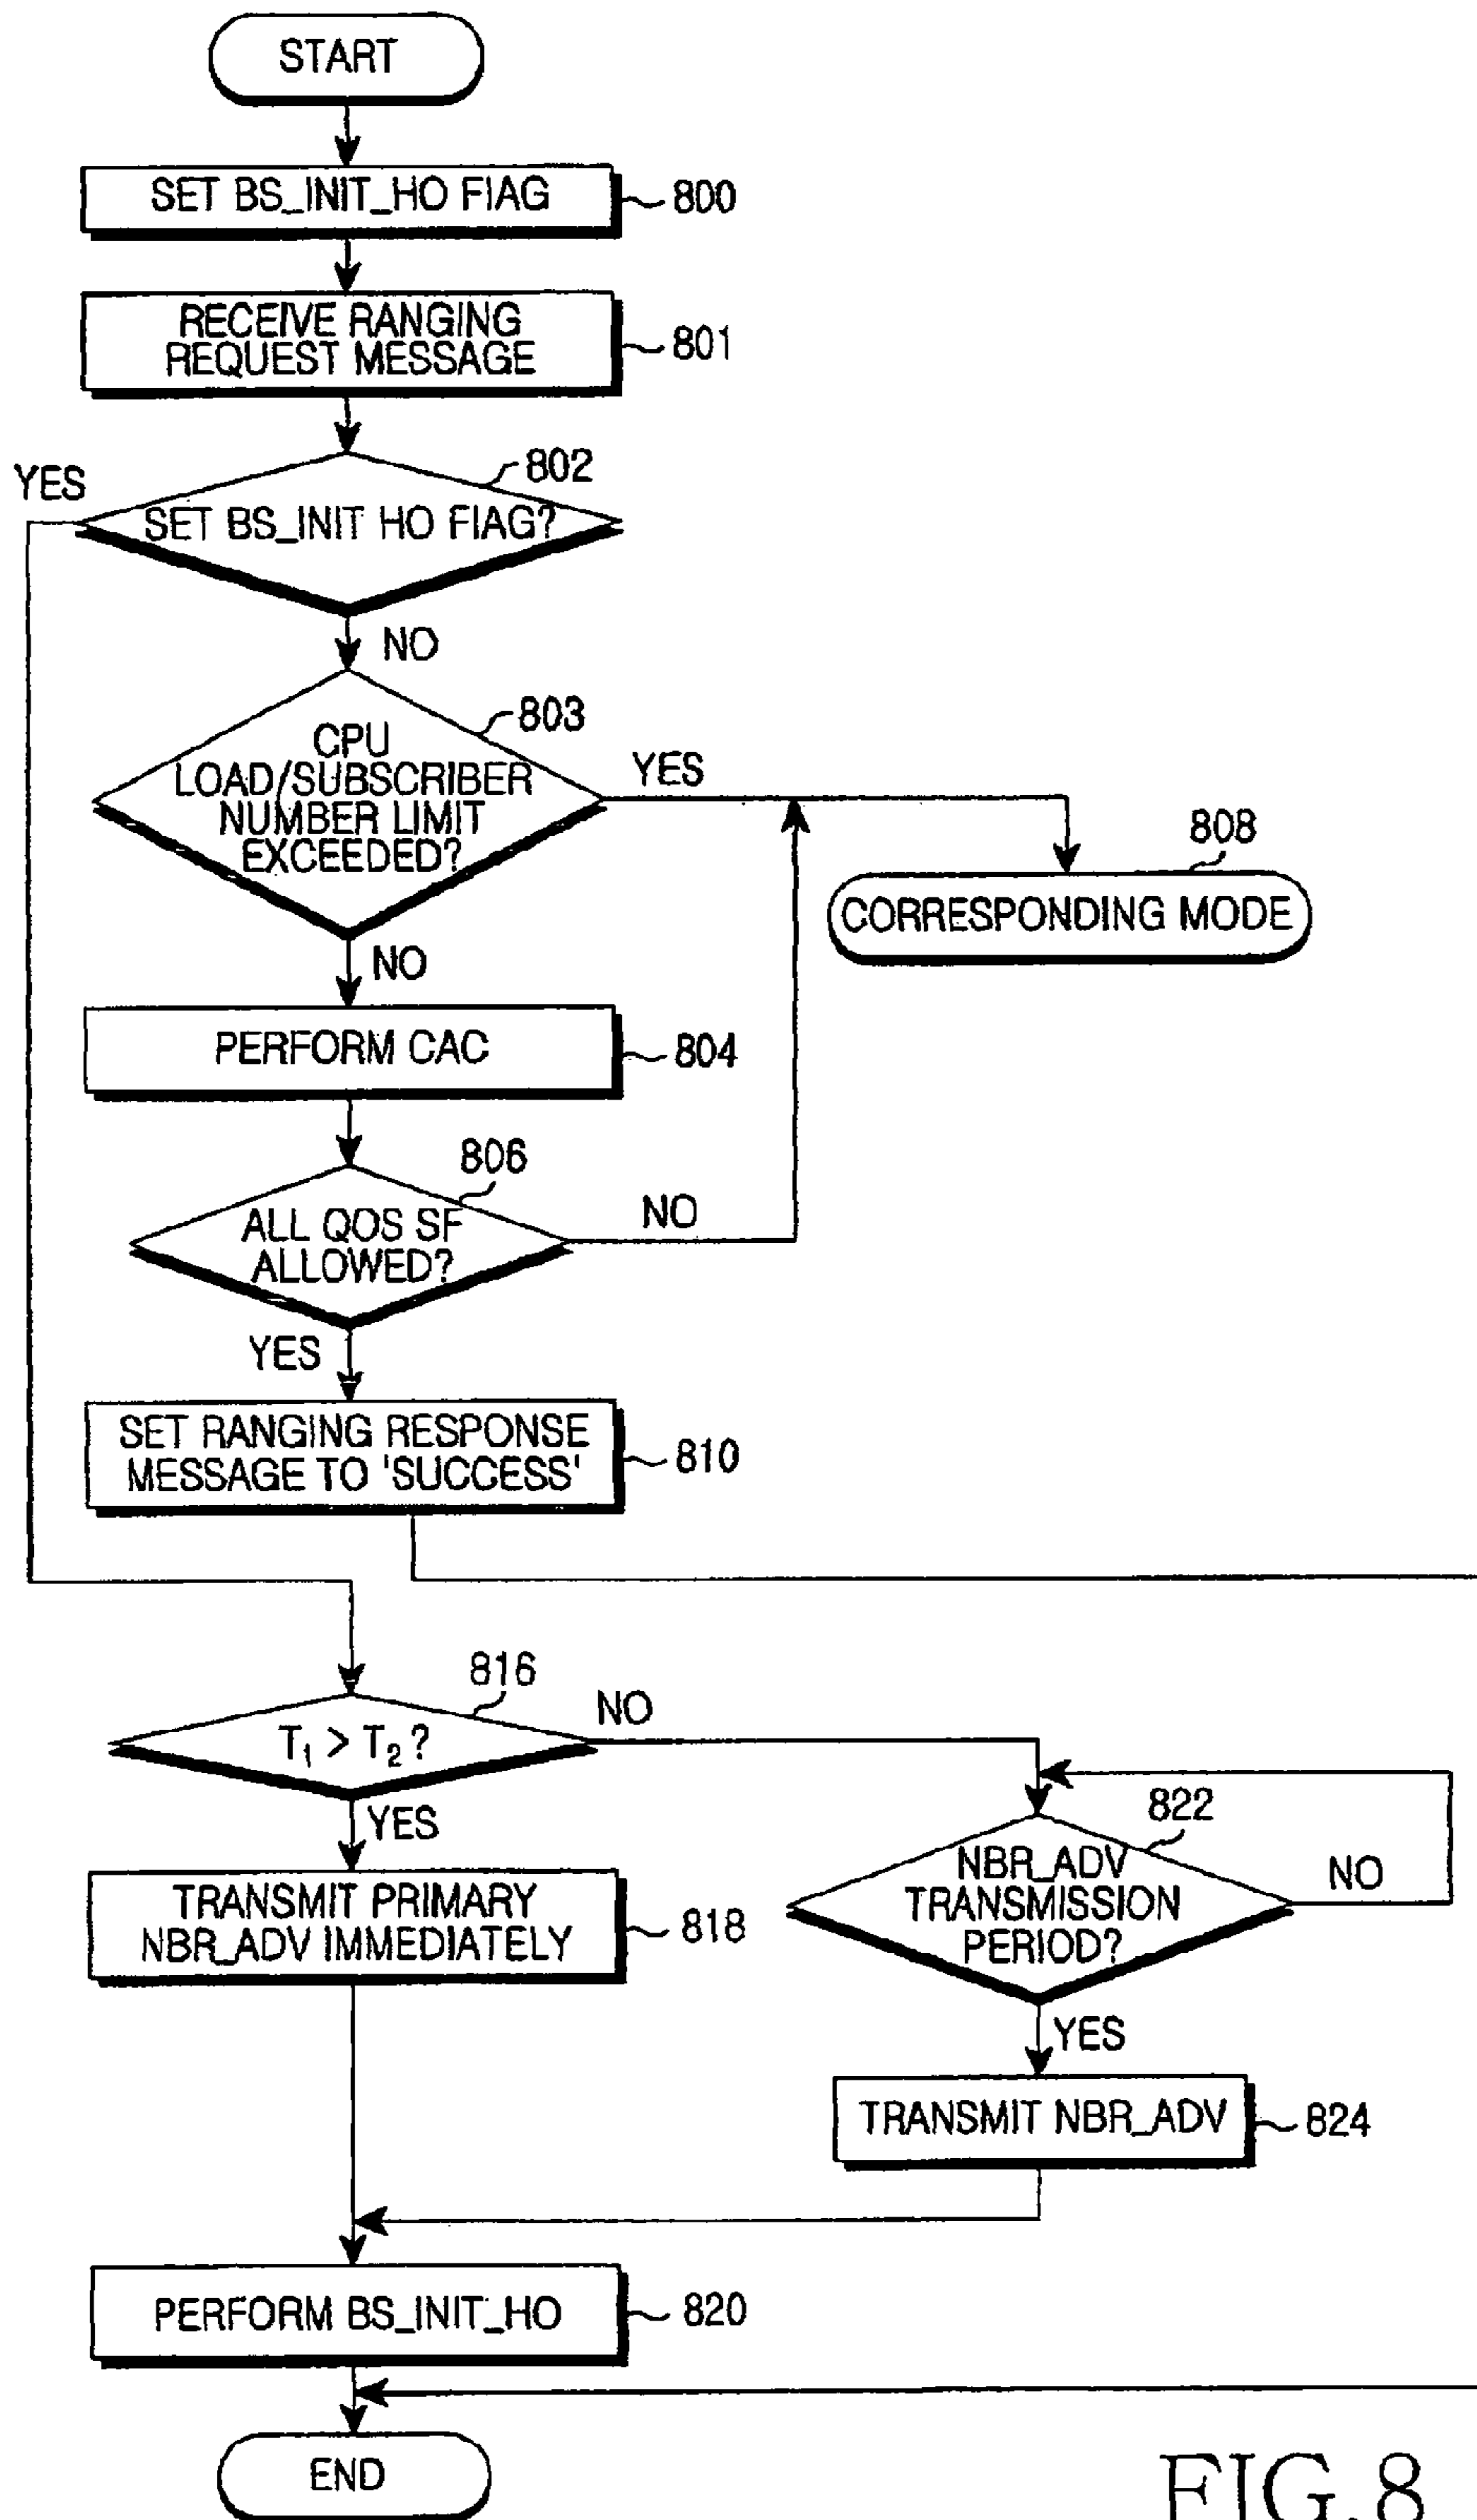 START
SET BS_INIT_HO FIAG
800
RECEIVE RANGING
REQUEST MESSAGE
801
802
YES
SET BS_INIT HO FIAG?
NO
803
CPU
LOAD/SUBSCRIBER
NUMBER LIMIT
EXCEEDED?
YES
808
CORRESPONDING MODE
NO
PERFORM CAC
804
806
ALL QOS SF
ALLOWED?
NO
YES
SET RANGING RESPONSE
MESSAGE TO 'SUCCESS'
810
816
T1 > T2?
NO
YES
822
NBR_ADV
TRANSMISSION
PERIOD?
NO
TRANSMIT PRIMARY
NBR_ADV IMMEDIATELY
818
YES
TRANSMIT NBR_ADV
824
PERFORM BS_INIT_HO
820
END
FIG.8